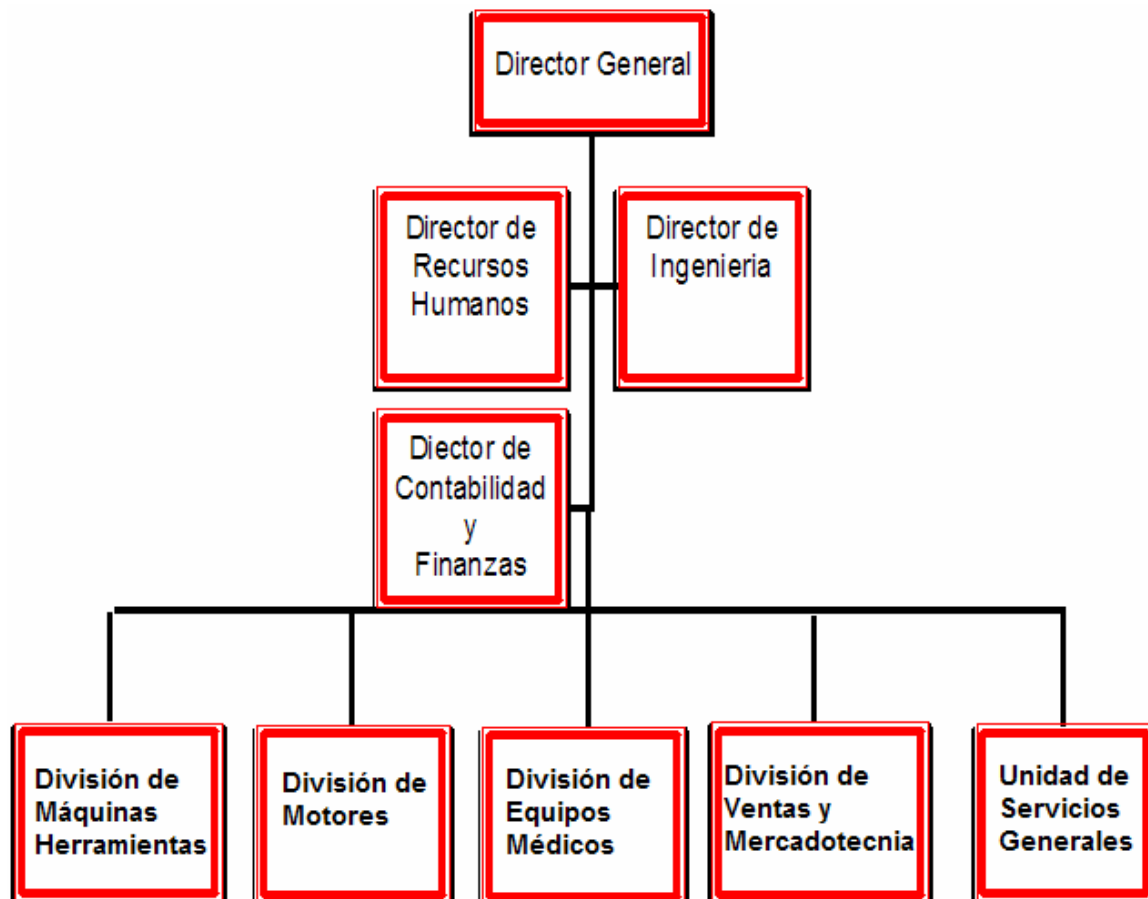 Director General
Director de
Recursos
Humanos
Director de
Ingenieria
Diector de
Contabilidad
y
Finanzas
División de
Máquinas
Herramientas
División de
Motores
División de
Equipos
Médicos
División de
Ventas y
Mercadotecnia
Unidad de
Servicios
Generales